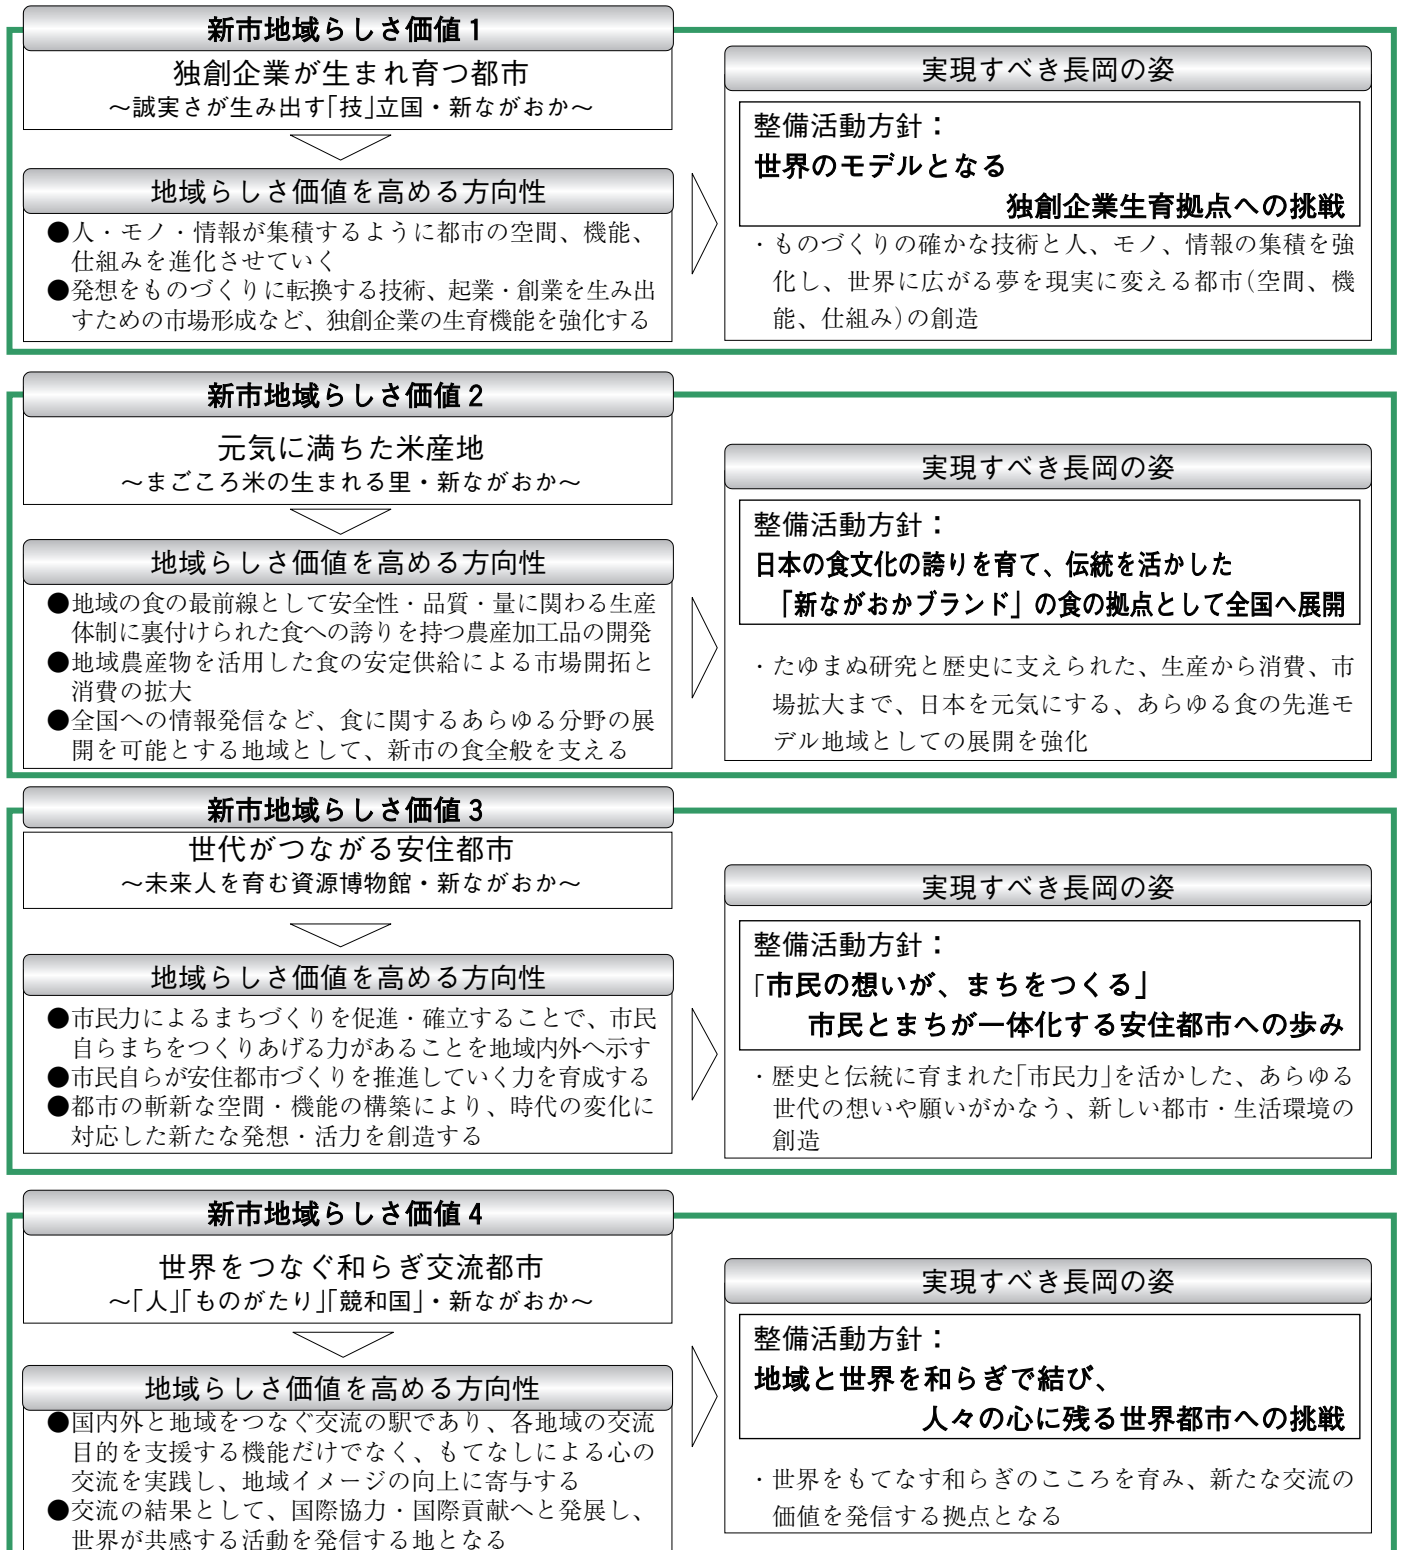 新市地域らしさ価値1
独創企業が生まれ育つ都市
～誠実さが生み出す「技」立国・新ながおか～
地域らしさ価値を高める方向性
●人・モノ・情報が集積するように都市の空間、機能、
仕組みを進化させていく
●発想をものづくりに転換する技術、起業・創業を生み出
すための市場形成など、独創企業の生育機能を強化する
実現すべき長岡の姿
整備活動方針：
世界のモデルとなる
独創企業生育拠点への挑戦
・ものづくりの確かな技術と人、モノ、情報の集積を強
化し、世界に広がる夢を現実に変える都市(空間、機
能、仕組み)の創造
新市地域らしさ価値2
元気に満ちた米産地
～まごころ米の生まれる里・新ながおか～
地域らしさ価値を高める方向性
●地域の食の最前線として安全性・品質・量に関わる生産
体制に裏付けられた食への誇りを持つ農産加工品の開発
●地域農産物を活用した食の安定供給による市場開拓と
消費の拡大
●全国への情報発信など、食に関するあらゆる分野の展
開を可能とする地域として、新市の食全般を支える
実現すべき長岡の姿
整備活動方針：
日本の食文化の誇りを育て、伝統を活かした
「新ながおかブランド」の食の拠点として全国へ展開
・たゆまぬ研究と歴史に支えられた、生産から消費、市
場拡大まで、日本を元気にする、あらゆる食の先進モ
デル地域としての展開を強化
新市地域らしさ価値3
世代がつながる安住都市
～未来人を育む資源博物館・新ながおか～
地域らしさ価値を高める方向性
●市民力によるまちづくりを促進・確立することで、市民
自らまちをつくりあげる力があることを地域内外へ示す
●市民自らが安住都市づくりを推進していく力を育成する
●都市の斬新な空間・機能の構築により、時代の変化に
対応した新たな発想・活力を創造する
実現すべき長岡の姿
整備活動方針：
「市民の想いが、まちをつくる」
市民とまちが一体化する安住都市への歩み
・歴史と伝統に育まれた「市民力」を活かした、あらゆる
世代の想いや願いがかなう、新しい都市・生活環境の
創造
新市地域らしさ価値4
世界をつなぐ和らぎ交流都市
～「人」「ものがたり」「競和国」・新ながおか～
地域らしさ価値を高める方向性
●国内外と地域をつなぐ交流の駅であり、各地域の交流
目的を支援する機能だけでなく、もてなしによる心の
交流を実践し、地域イメージの向上に寄与する
●交流の結果として、国際協力・国際貢献へと発展し、
世界が共感する活動を発信する地となる
実現すべき長岡の姿
整備活動方針：
地域と世界を和らぎで結び、
人々の心に残る世界都市への挑戦
・世界をもてなす和らぎのこころを育み、新たな交流の
価値を発信する拠点となる